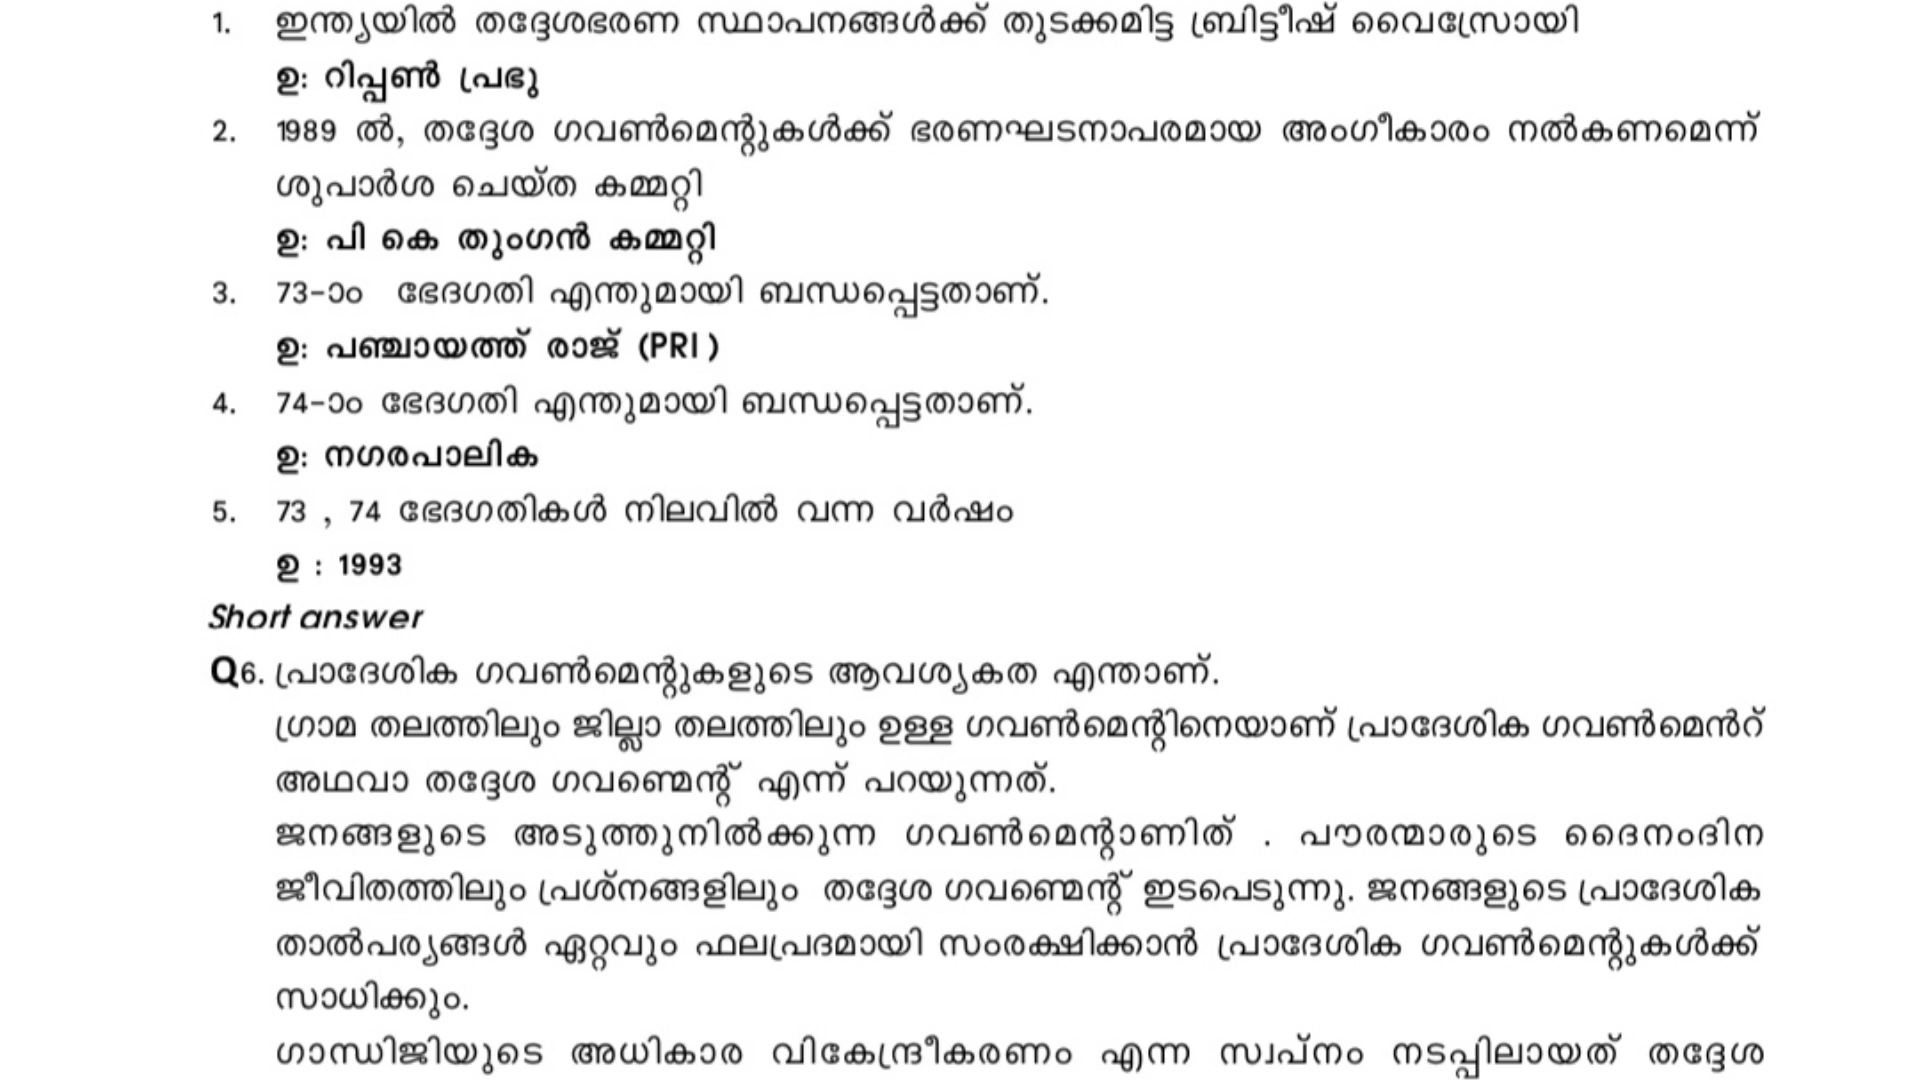 1. ഇന്ത്യയിൽ തദ്ദേശഭരണ സ്ഥാപനങ്ങൾക്ക് തുടക്കമിട്ട ബ്രിട്ടീഷ് വൈസ്രോയി
ഉ: റിപ്പൺ പ്രഭു
2. 1989 ൽ, തദ്ദേശ ഗവൺമെന്റുകൾക്ക് ഭരണഘടനാപരമായ അംഗീകാരം നൽകണമെന്ന്
ശുപാർശ ചെയ്ത കമ്മറ്റി
ഉ: പി കെ തുംഗൻ കമ്മറ്റി
3. 73-ാം ഭേദഗതി എന്തുമായി ബന്ധപ്പെട്ടതാണ്.
ഉ: പഞ്ചായത്ത് രാജ് (PRI )
4. 74-ാം ഭേദഗതി എന്തുമായി ബന്ധപ്പെട്ടതാണ്.
ഉ: നഗരപാലിക
5. 73 , 74 ഭേദഗതികൾ നിലവിൽ വന്ന വർഷം
ഉ : 1993
Short answer
Q6. പ്രാദേശിക ഗവൺമെന്റുകളുടെ ആവശ്യകത എന്താണ്.
ഗ്രാമ തലത്തിലും ജില്ലാ തലത്തിലും ഉള്ള ഗവൺമെന്റിനെയാണ് പ്രാദേശിക ഗവൺമെൻറ്
അഥവാ തദ്ദേശ ഗവണ്മെന്റ് എന്ന് പറയുന്നത്.
ജനങ്ങളുടെ അടുത്തുനിൽക്കുന്ന ഗവൺമെന്റാണിത് . പൗരന്മാരുടെ ദൈനംദിന
ജീവിതത്തിലും പ്രശ്നങ്ങളിലും തദ്ദേശ ഗവണ്മെന്റ് ഇടപെടുന്നു. ജനങ്ങളുടെ പ്രാദേശിക
താൽപര്യങ്ങൾ ഏറ്റവും ഫലപ്രദമായി സംരക്ഷിക്കാൻ പ്രാദേശിക ഗവൺമെന്റുകൾക്ക്
സാധിക്കും.
ഗാന്ധിജിയുടെ അധികാര വികേന്ദ്രീകരണം എന്ന സ്വപ്നം നടപ്പിലായത് തദ്ദേശ